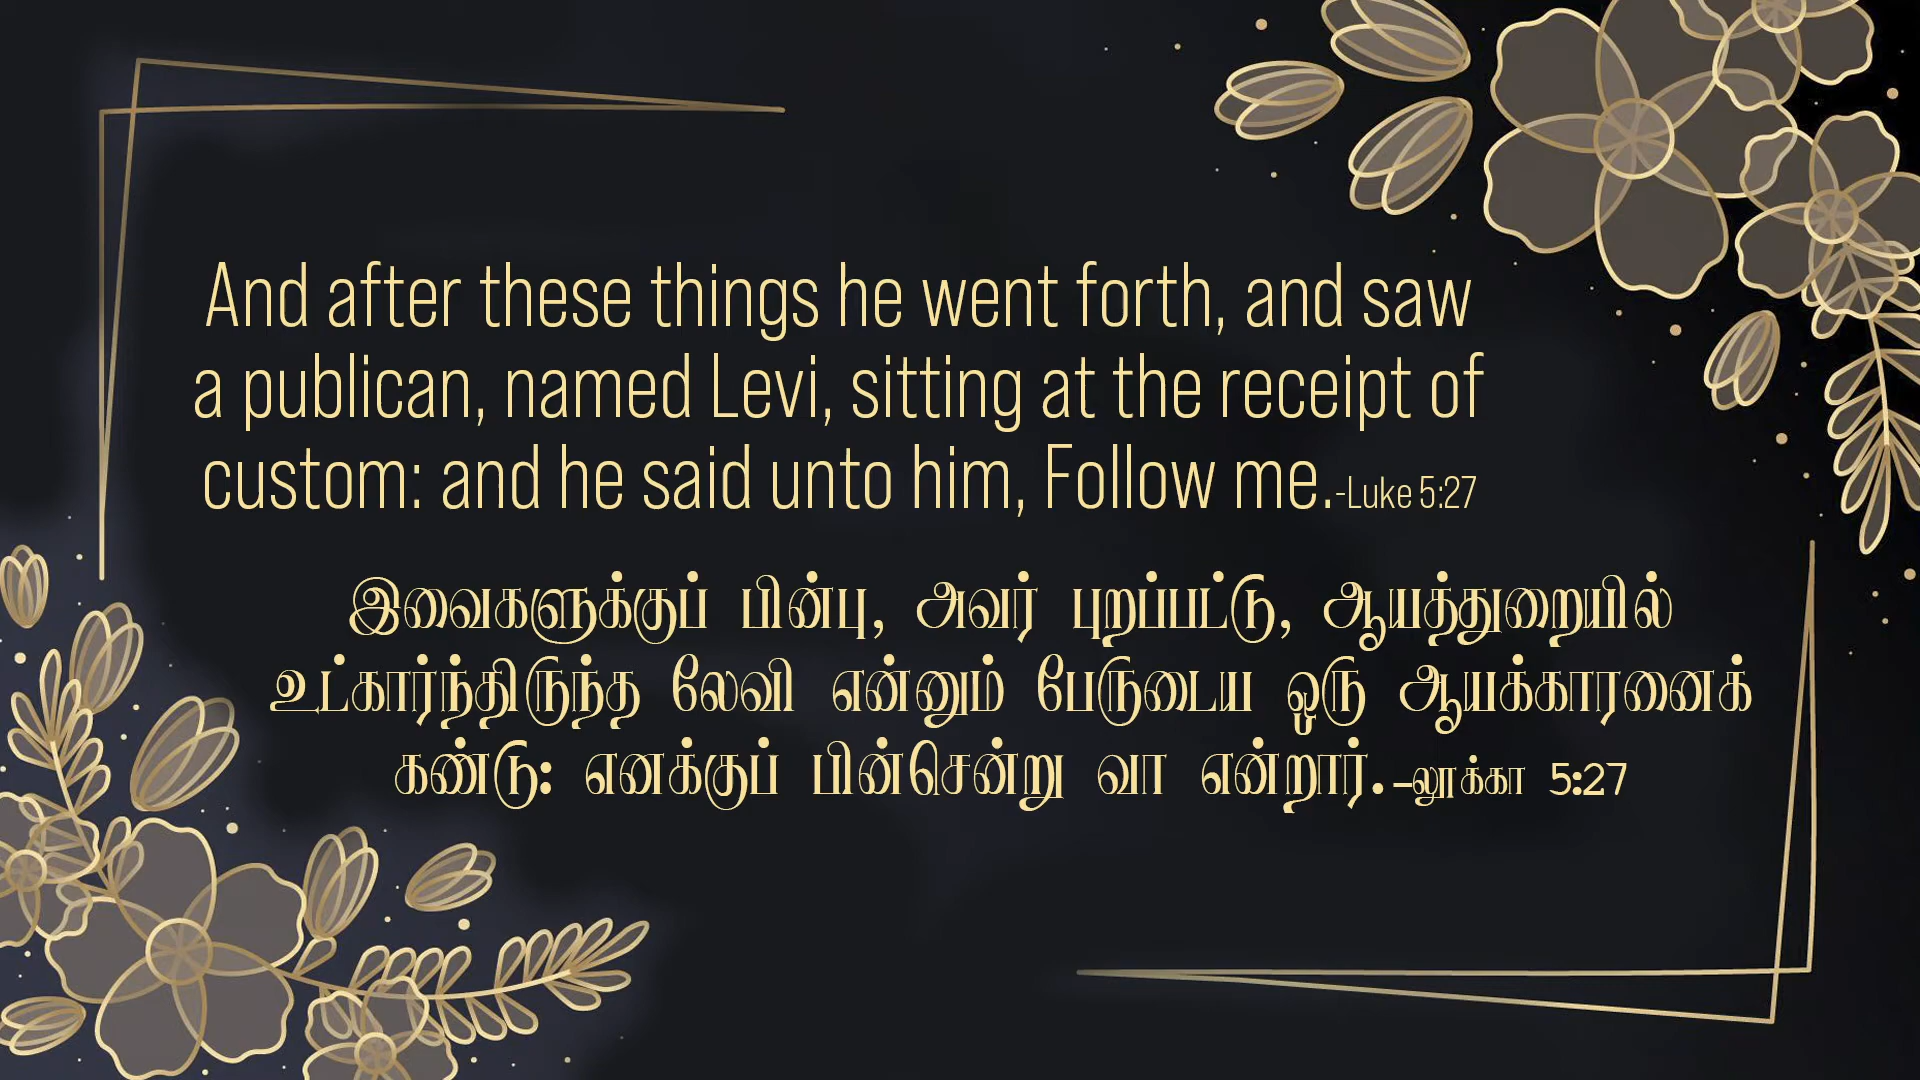 And after these things he went forth, and saw
a publican, named Levi, sitting at the receipt of
custom: and he said unto him, Follow me.-Luke 5:27
இவைகளுக்குப் பின்பு, அவர் புறப்பட்டு, ஆயத்துறையில்
உட்கார்ந்திருந்த லேவி என்னும் பேருடைய ஒரு ஆயக்காரனைக்
கண்டு: எனக்குப் பின்சென்று வா என்றார்.-லூக்கா 5:27